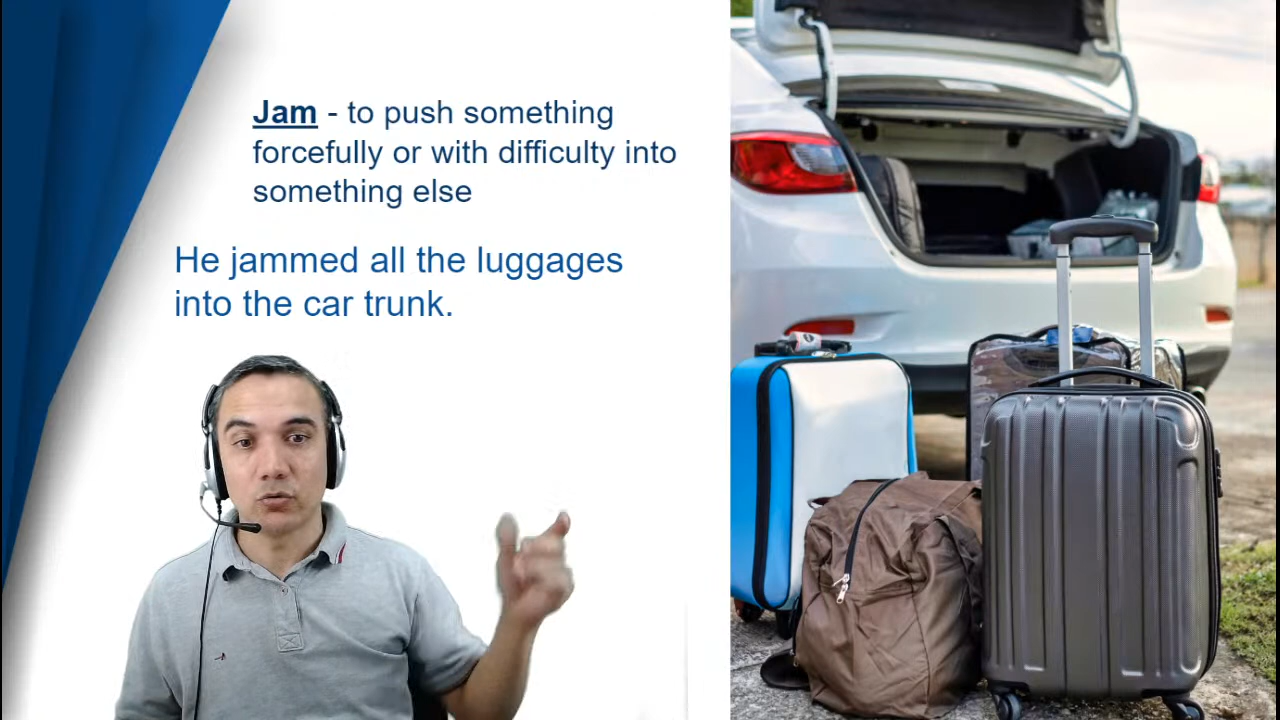 Jam - to push something
forcefully or with difficulty into
something else
He jammed all the luggages
into the car trunk.